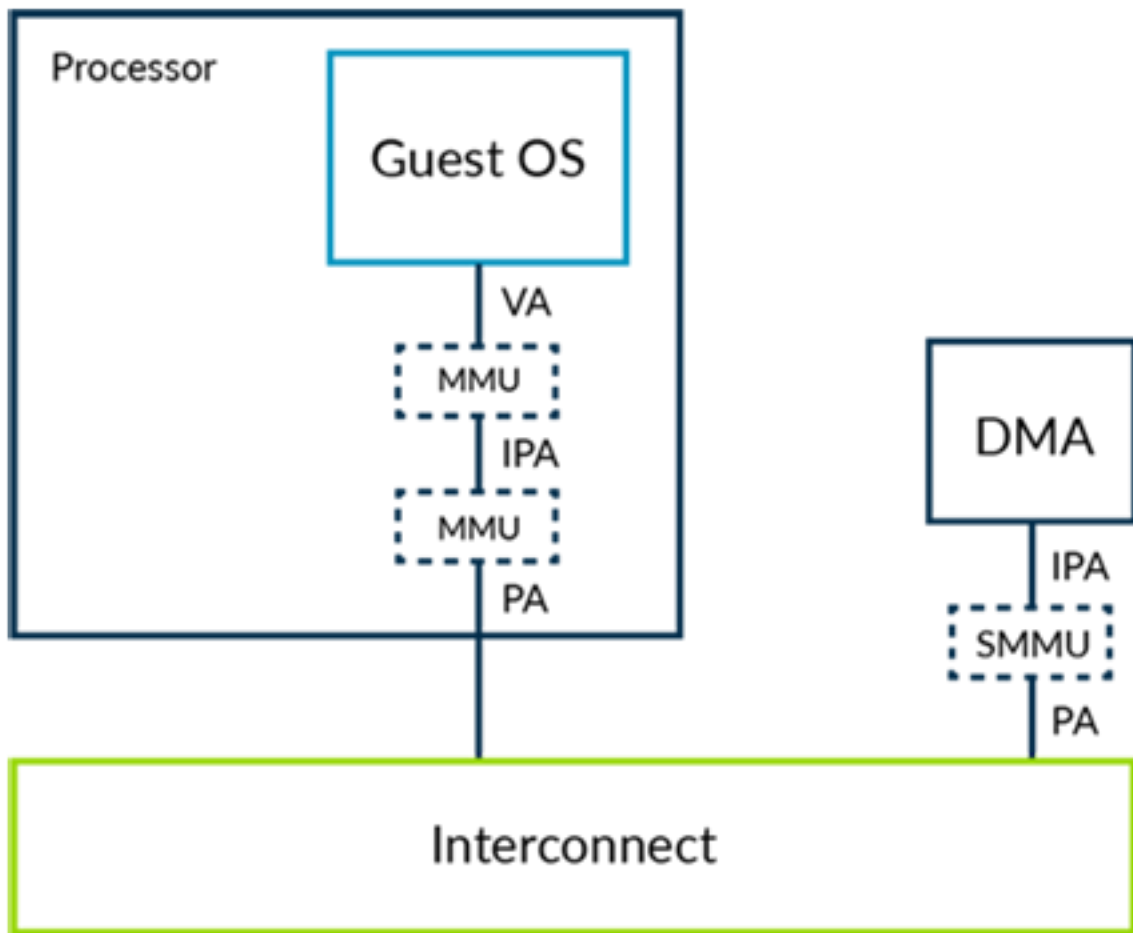 Processor
Guest OS
VA
MMU
IPA
MMU
PA
DMA
IPA
SMMU
PA
Interconnect